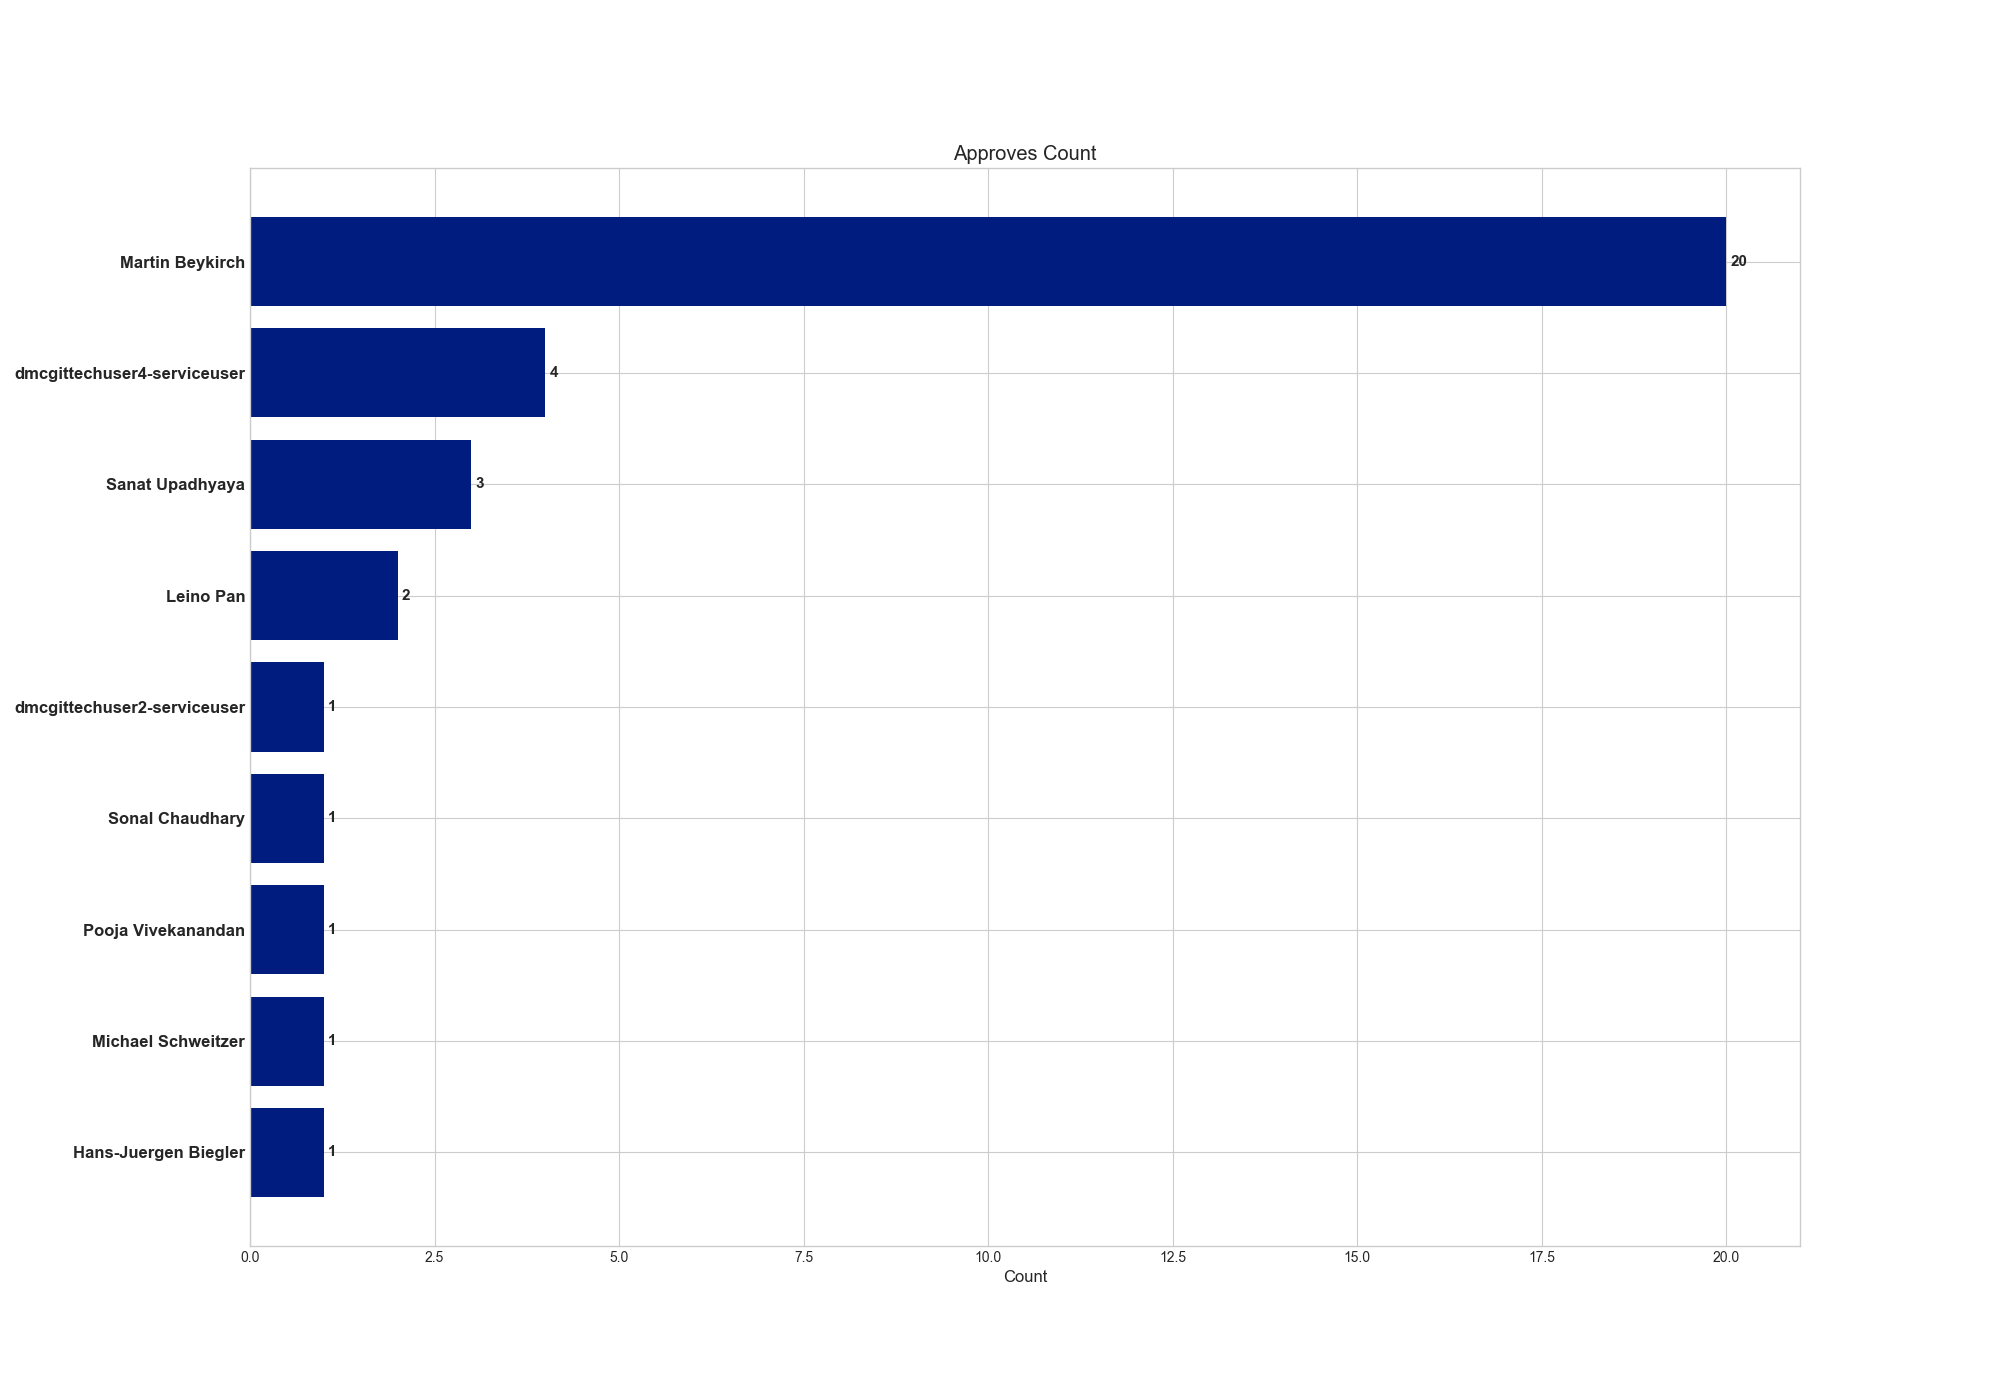 Approves Count
Martin Beykirch
20
dmcgittechuser4-serviceuser
4
Sanat Upadhyaya
3
Leino Pan
2
dmcgittechuser2-serviceuser
1
Sonal Chaudhary
1
Pooja Vivekanandan
1
Michael Schweitzer
1
Hans-Juergen Biegler
1
0.0 2.5 5.0 7.5 10.0 12.5 15.0 17.5 20.0
Count